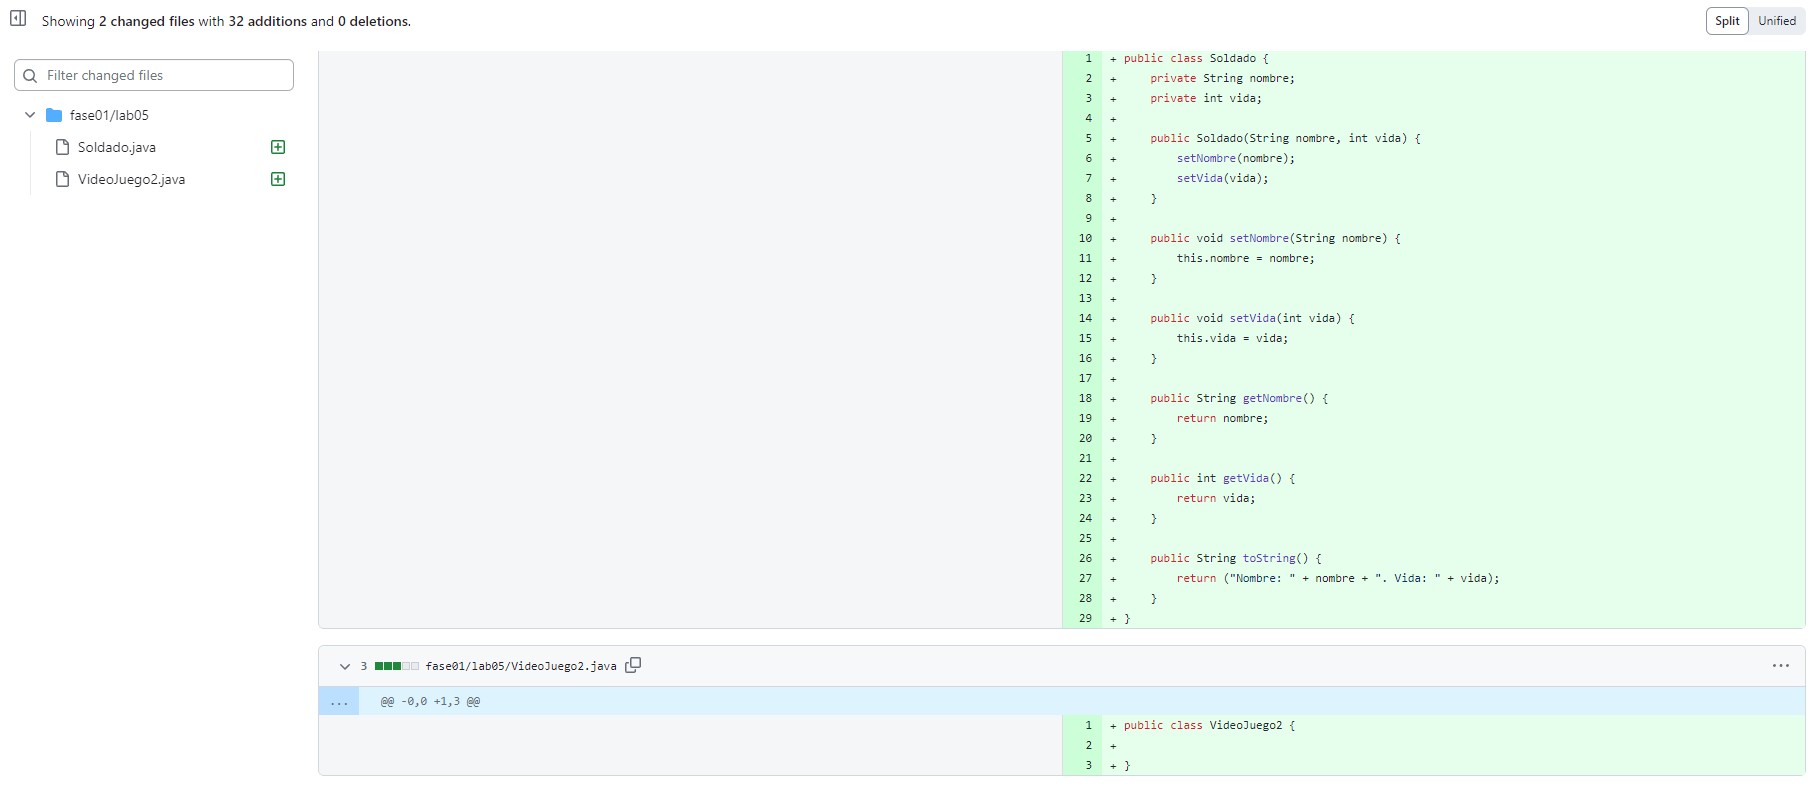 Showing 2 changed files with 32 additions and 0 deletions.
Split Unified
Filter changed files
fase01/lab05
Soldado.java
VideoJuego2.java
1 + public class Soldado {
2 +     private String nombre;
3 +     private int vida;
4 +
5 +     public Soldado(String nombre, int vida) {
6 +         setNombre(nombre);
7 +         setVida(vida);
8 +     }
9 +
10 +     public void setNombre(String nombre) {
11 +         this.nombre = nombre;
12 +     }
13 +
14 +     public void setVida(int vida) {
15 +         this.vida = vida;
16 +     }
17 +
18 +     public String getNombre() {
19 +         return nombre;
20 +     }
21 +
22 +     public int getVida() {
23 +         return vida;
24 +     }
25 +
26 +     public String toString() {
27 +         return ("Nombre: " + nombre + ". Vida: " + vida);
28 +     }
29 + }
3 fase01/lab05/VideoJuego2.java ...
... @@ -0,0 +1,3 @@
1 + public class VideoJuego2 {
2 +
3 + }